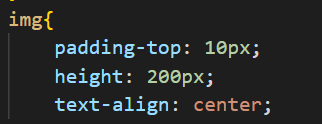 img{
    padding-top: 10px;
    height: 200px;
    text-align: center;